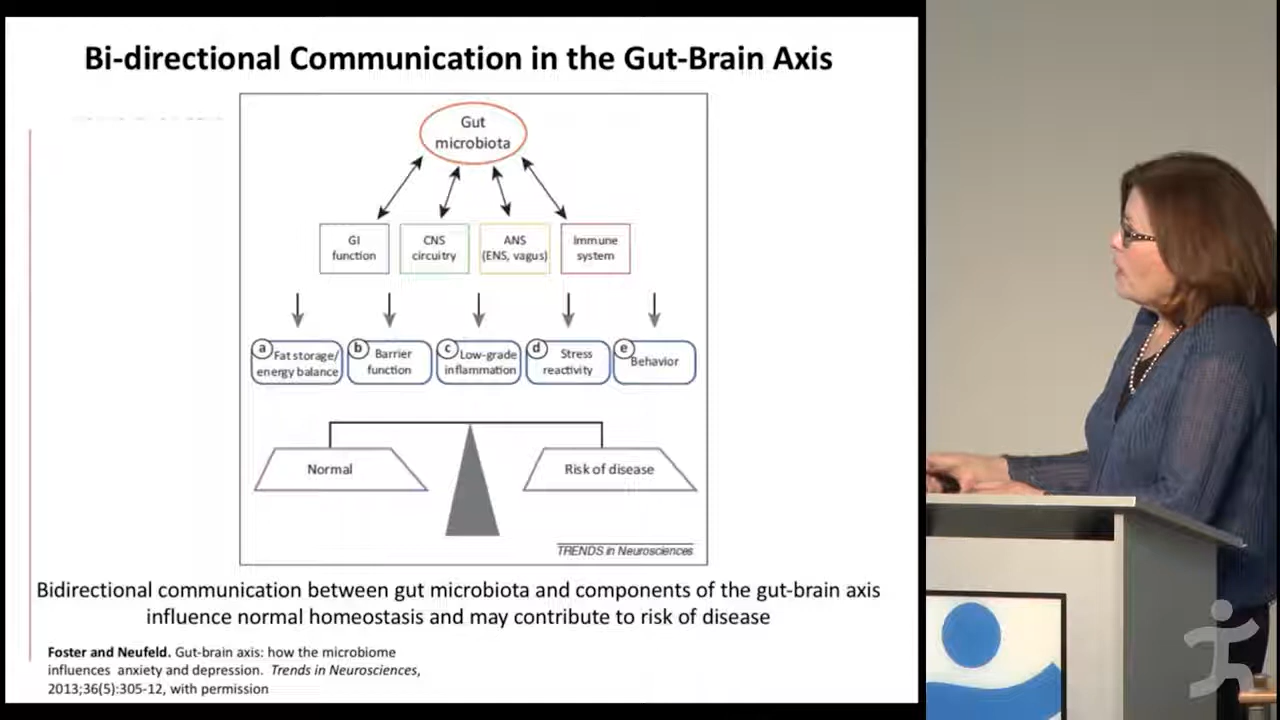 Bi-directional Communication in the Gut-Brain Axis
Gut
microbiota
GI
function
CNS
circuitry
ANS
(ENS, vagus)
Immune
system
a
Fat storage/
energy balance
b
Barrier
function
c
Low-grade
inflammation
d
Stress
reactivity
e
Behavior
Normal
Risk of disease
TRENDS in Neurosciences
Bidirectional communication between gut microbiota and components of the gut-brain axis
influence normal homeostasis and may contribute to risk of disease
Foster and Neufeld. Gut-brain axis: how the microbiome
influences anxiety and depression. Trends in Neurosciences,
2013;36(5):305-12, with permission